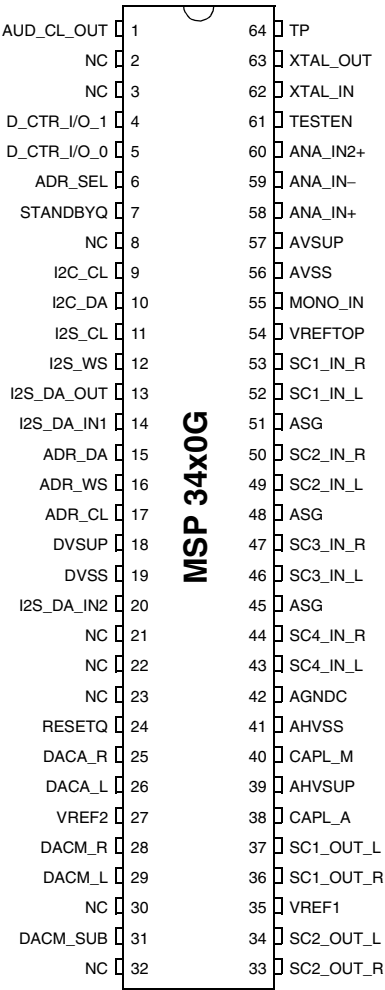 AUD_CL_OUT 1 64 TP
NC 2 63 XTAL_OUT
NC 3 62 XTAL_IN
D_CTR_I/O_1 4 61 TESTEN
D_CTR_I/O_0 5 60 ANA_IN2+
ADR_SEL 6 59 ANA_IN−
STANDBYQ 7 58 ANA_IN+
NC 8 57 AVSUP
I2C_CL 9 56 AVSS
I2C_DA 10 55 MONO_IN
I2S_CL 11 54 VREFTOP
I2S_WS 12 53 SC1_IN_R
I2S_DA_OUT 13 52 SC1_IN_L
I2S_DA_IN1 14 51 ASG
ADR_DA 15 50 SC2_IN_R
ADR_WS 16 49 SC2_IN_L
ADR_CL 17 48 ASG
DVSUP 18 47 SC3_IN_R
DVSS 19 46 SC3_IN_L
I2S_DA_IN2 20 45 ASG
NC 21 44 SC4_IN_R
NC 22 43 SC4_IN_L
NC 23 42 AGNDC
RESETQ 24 41 AHVSS
DACA_R 25 40 CAPL_M
DACA_L 26 39 AHVSUP
VREF2 27 38 CAPL_A
DACM_R 28 37 SC1_OUT_L
DACM_L 29 36 SC1_OUT_R
NC 30 35 VREF1
DACM_SUB 31 34 SC2_OUT_L
NC 32 33 SC2_OUT_R
MSP 34x0G